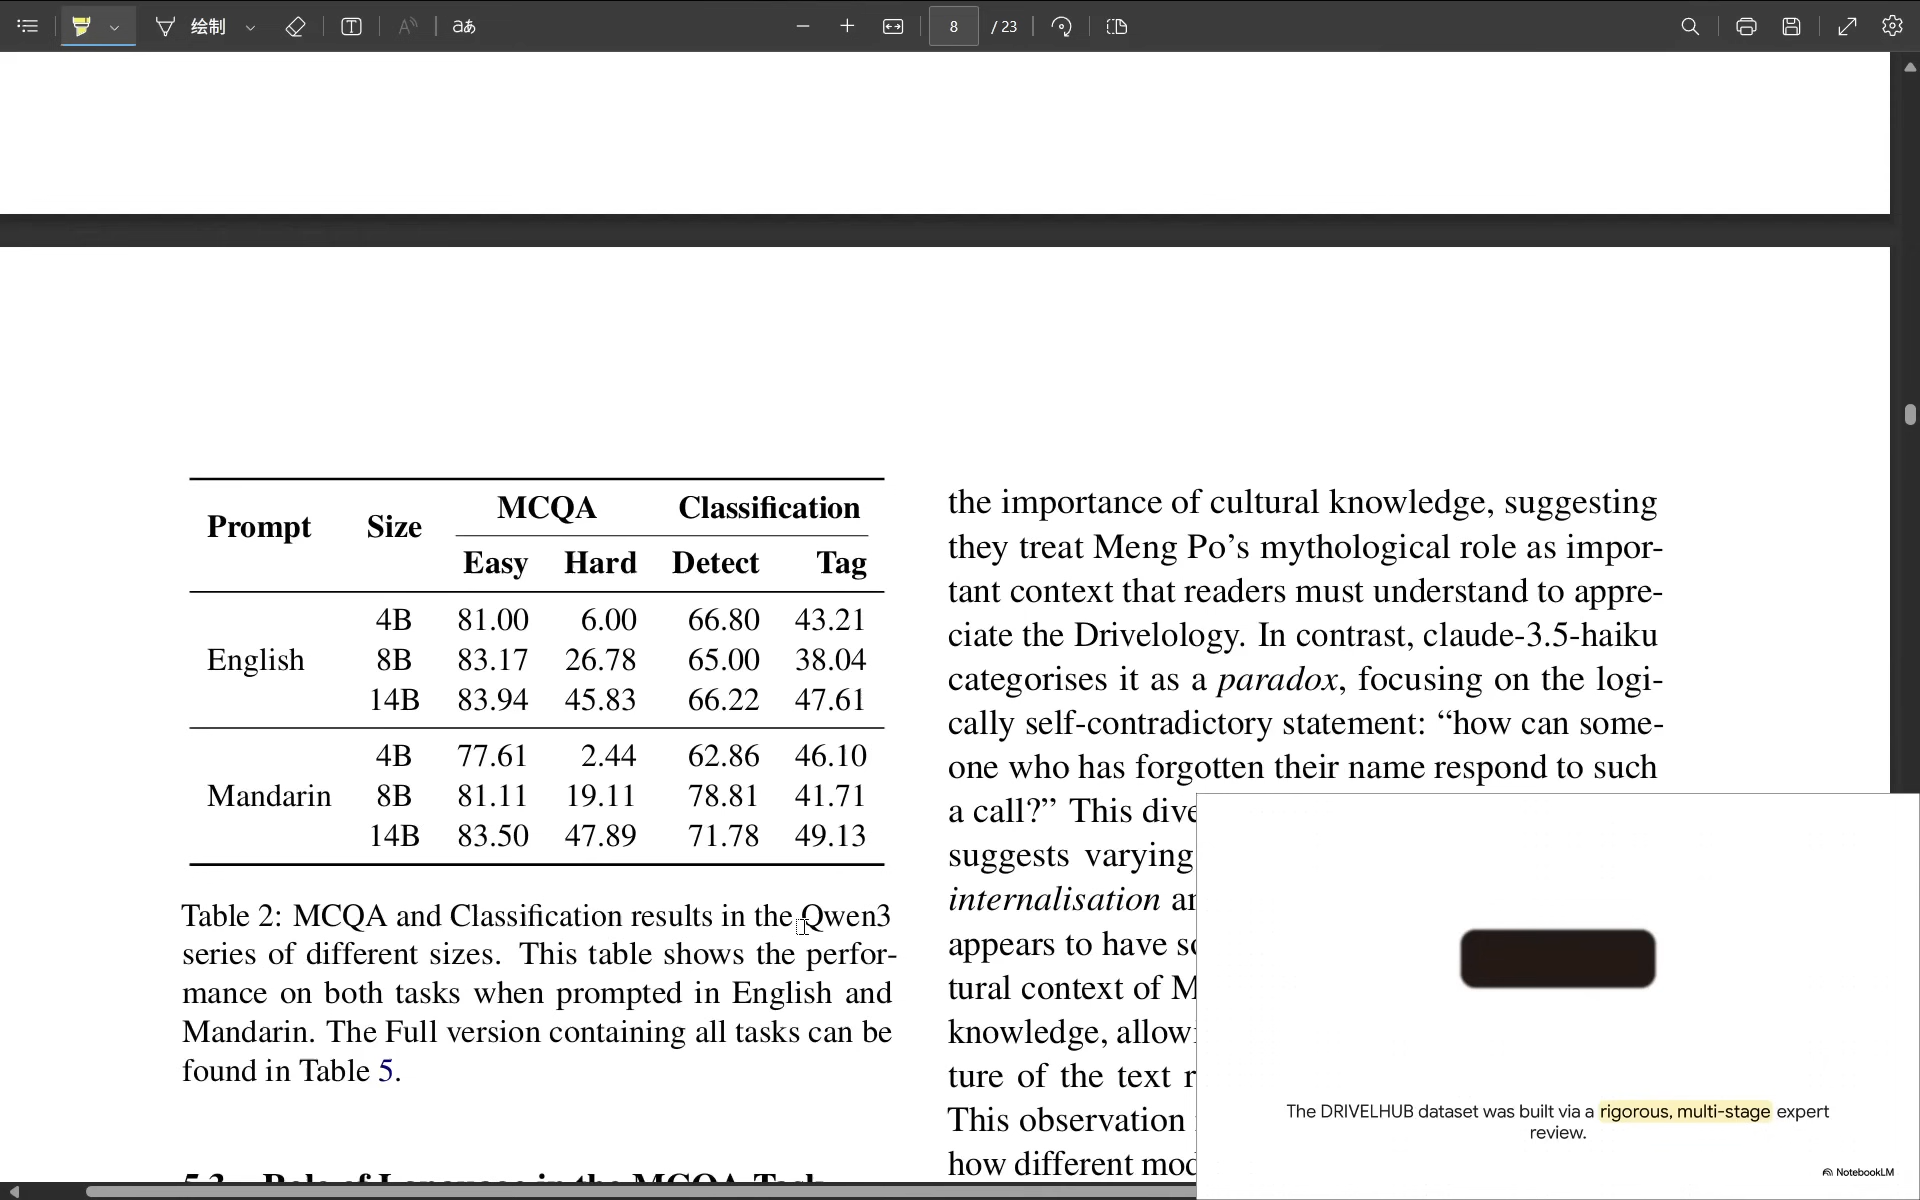 绘制
aあ
8 / 23
Prompt Size MCQA Classification
Easy Hard Detect Tag
English 4B 81.00 6.00 66.80 43.21
8B 83.17 26.78 65.00 38.04
14B 83.94 45.83 66.22 47.61
Mandarin 4B 77.61 2.44 62.86 46.10
8B 81.11 19.11 78.81 41.71
14B 83.50 47.89 71.78 49.13
Table 2: MCQA and Classification results in the Qwen3
series of different sizes. This table shows the perfor-
mance on both tasks when prompted in English and
Mandarin. The Full version containing all tasks can be
found in Table 5.
the importance of cultural knowledge, suggesting
they treat Meng Po’s mythological role as impor-
tant context that readers must understand to appre-
ciate the Drivelology. In contrast, claude-3.5-haiku
categorises it as a paradox, focusing on the logi-
cally self-contradictory statement: “how can some-
one who has forgotten their name respond to such
a call?” This dive
suggests varying
internalisation an
appears to have so
tural context of M
knowledge, allowi
ture of the text r
This observation
how different mod
The DRIVELHUB dataset was built via a rigorous, multi-stage expert
review.
NotebookLM